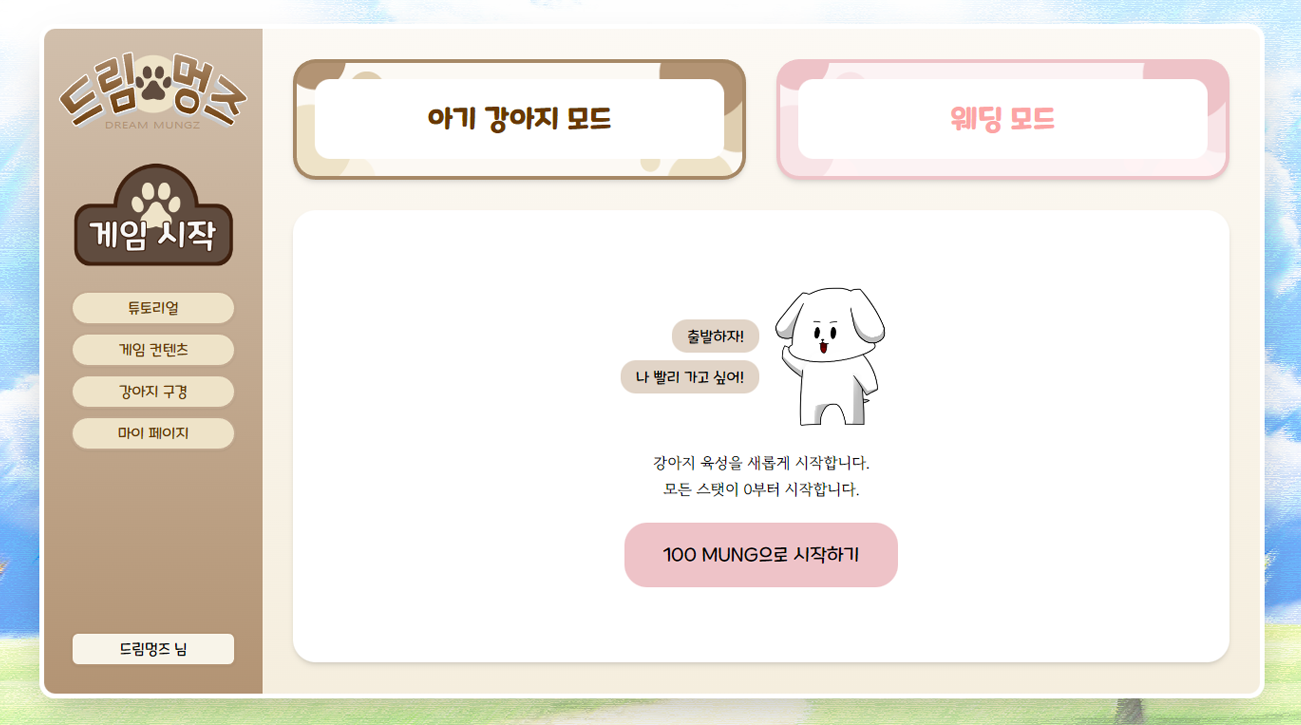 드림멍즈
DREAM MUNGZ
게임 시작
튜토리얼
게임 컨텐츠
강아지 구경
마이 페이지
드림멍즈 님
아기 강아지 모드
웨딩 모드
출발하자!
나 빨리 가고 싶어!
강아지 육성을 새롭게 시작합니다.
모든 스탯이 0부터 시작합니다.
100 MUNG으로 시작하기